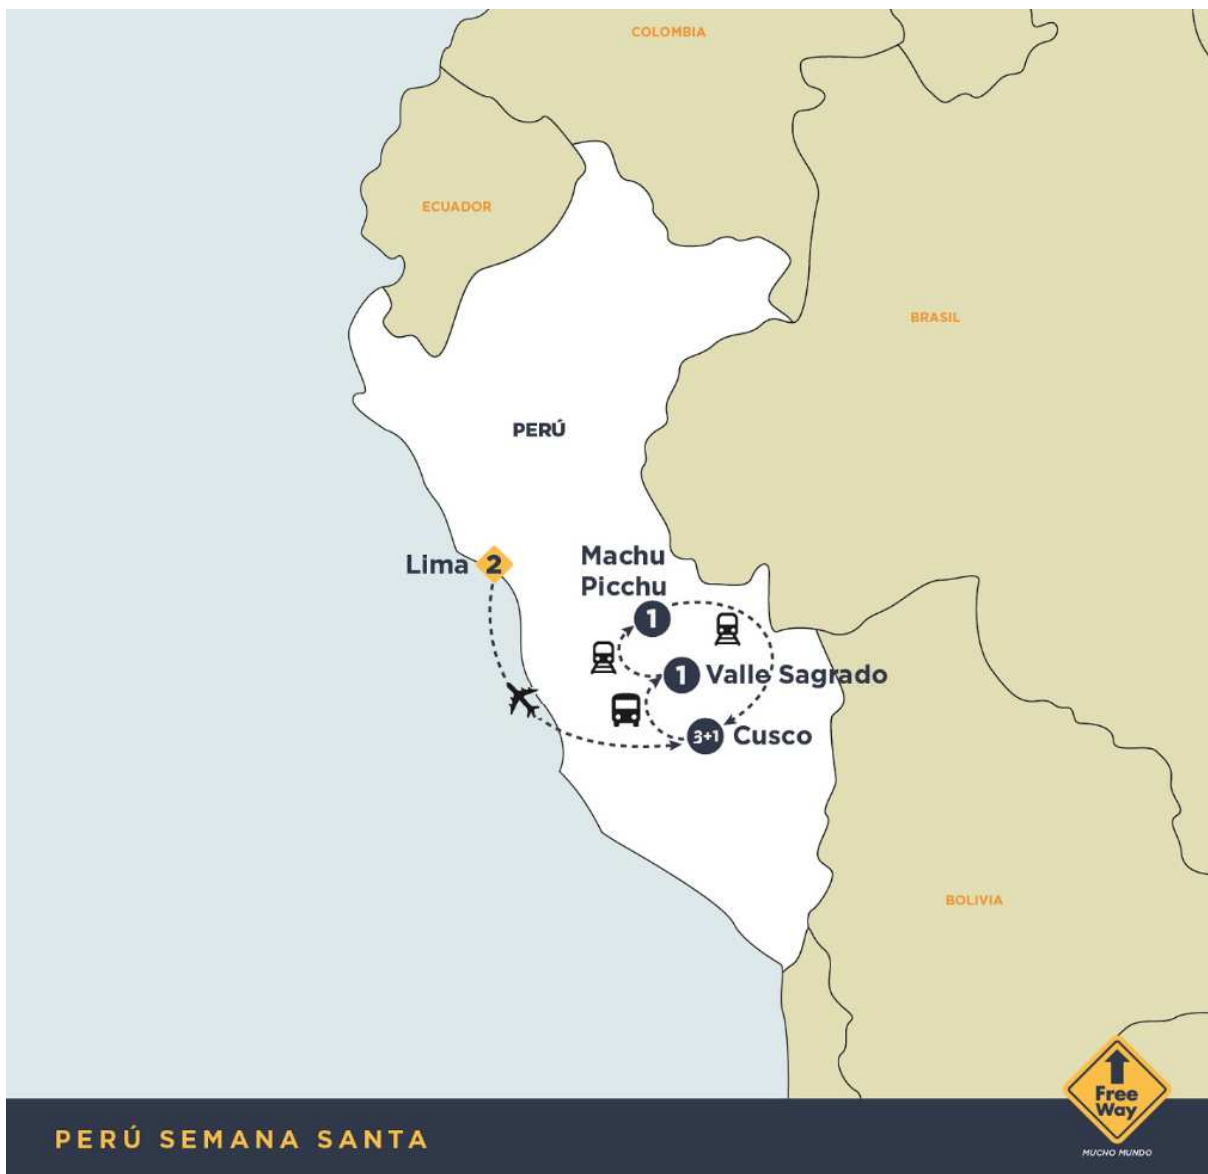 COLOMBIA
ECUADOR
BRASIL
PERÚ
Lima 2
Machu
Picchu
1
1 Valle Sagrado
3+1 Cusco
BOLIVIA
Free
Way
MUCHO MUNDO
PERÚ SEMANA SANTA